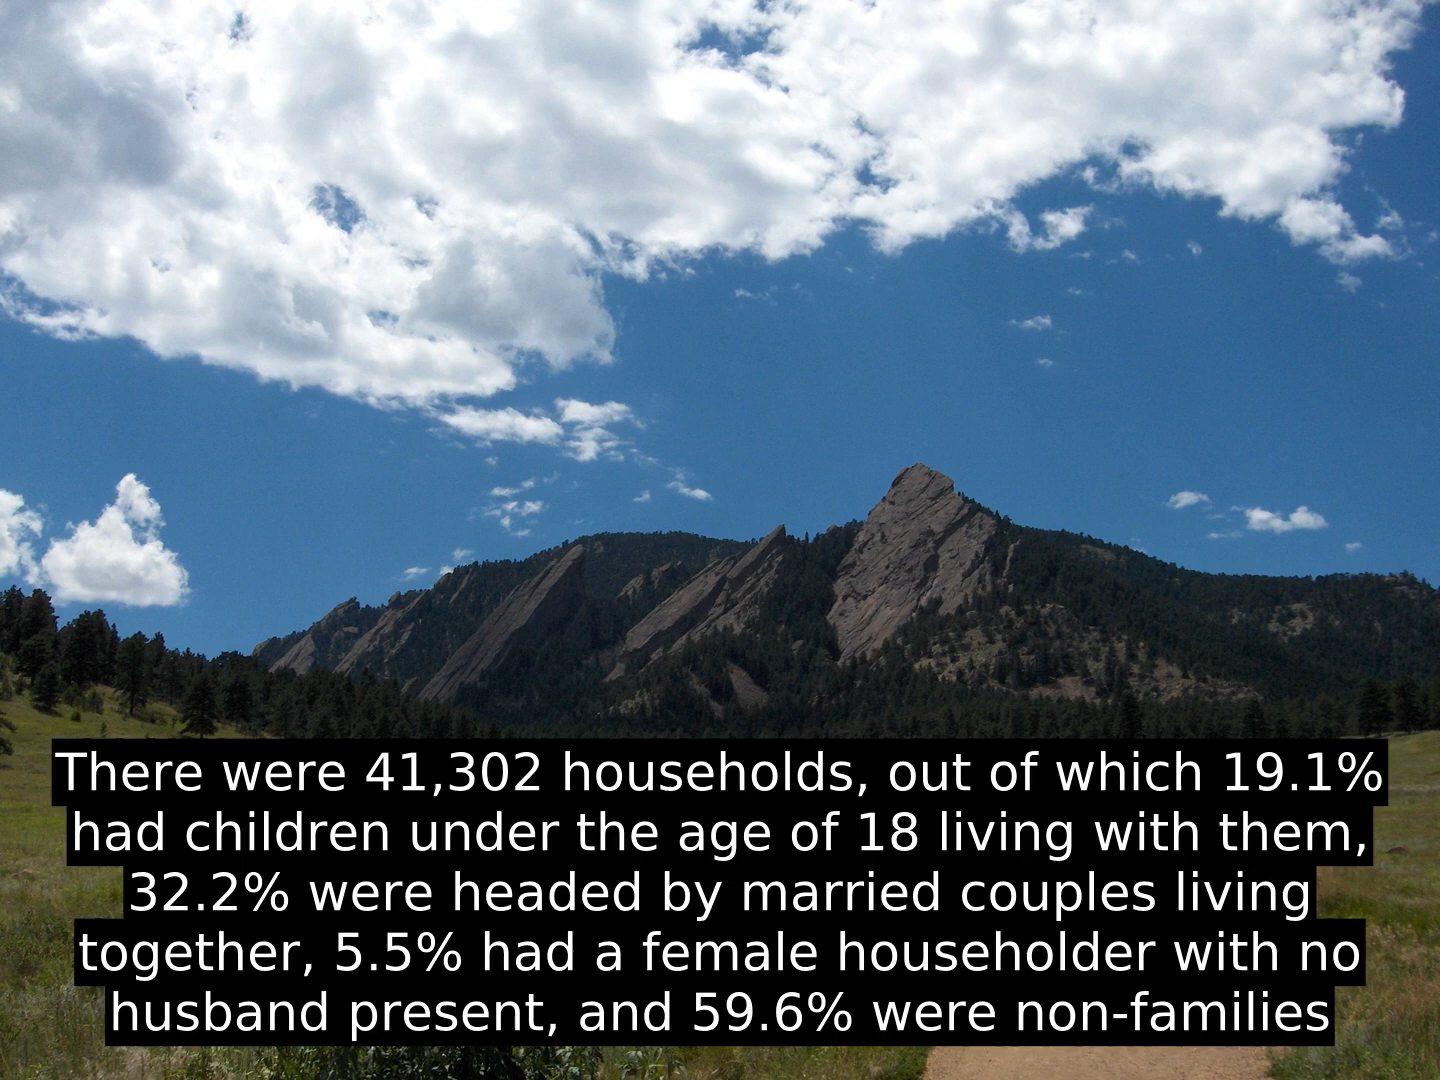 There were 41,302 households, out of which 19.1%
had children under the age of 18 living with them,
32.2% were headed by married couples living
together, 5.5% had a female householder with no
husband present, and 59.6% were non-families